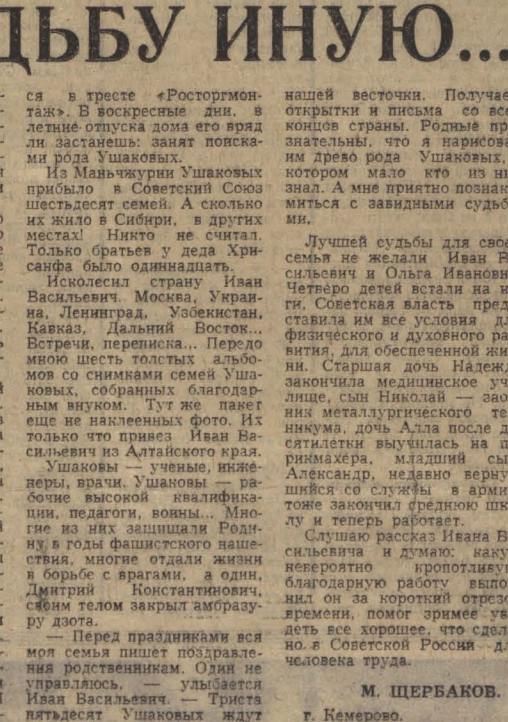 ДЬБУ ИНУЮ...
ся в тресте «Росторгмон-
таж». В воскресные дни, в
летние отпуска дома его вряд
ли застанешь: занят поиска-
ми рода Ушаковых.
Из Маньчжурии Ушаковых
прибыло в Советский Союз
шестьдесят семей. А сколько
их жило в Сибири, в других
местах! Никто не считал.
Только братьев у деда Хри-
санфа было одиннадцать.
Исколесил страну Иван
Васильевич. Москва, Украи-
на, Ленинград, Узбекистан,
Кавказ, Дальний Восток...
Встречи, переписка... Передо
мною шесть толстых альбо-
мов со снимками семей Уша-
ковых, собранных благодар-
ным внуком. Тут же пакет
еще не наклеенных фото. Их
только что привез Иван Ва-
сильевич из Алтайского края.
Ушаковы — ученые, инже-
неры, врачи. Ушаковы — ра-
бочие высокой квалифика-
ции, педагоги, воины... Мно-
гие из них защищали Роди-
ну в годы фашистского наше-
ствия, многие отдали жизни
в борьбе с врагами, а один,
Дмитрий Константинович,
своим телом закрыл амбразу-
ру дзота.
— Перед праздниками вся
моя семья пишет поздравле-
ния родственникам. Один не
управляюсь, — улыбается
Иван Васильевич. — Триста
пятьдесят Ушаковых ждут
нашей весточки. Получае
открытки и письма со все
концов страны. Родные пр
знательны, что я нарисова
им древо рода Ушаковых,
котором мало кто из ни
знал. А мне приятно познак
миться с завидными судьб
ми.
Лучшей судьбы для свое
семьи не желали Иван В
сильевич и Ольга Ивановн
Четверо детей встали на н
ги, Советская власть пред
ставила им все условия дл
физического и духовного ра
вития, для обеспеченной жи
ни. Старшая дочь Надежд
закончила медицинское уч
лище, сын Николай — зао
ник металлургического те
никума, дочь Алла после д
сятилетки выучилась на п
рикмахера, младший сы
Александр, недавно верну
шийся со службы в арми
тоже закончил среднюю шк
лу и теперь работает.
Слушаю рассказ Ивана В
сильевича и думаю: каку
невероятно кропотливу
благодарную работу выпо
нил он за короткий отрезо
времени, помог зримее ув
деть все хорошее, что сдел
но в Советской России дл
человека труда.
М. ЩЕРБАКОВ.
г. Кемерово.